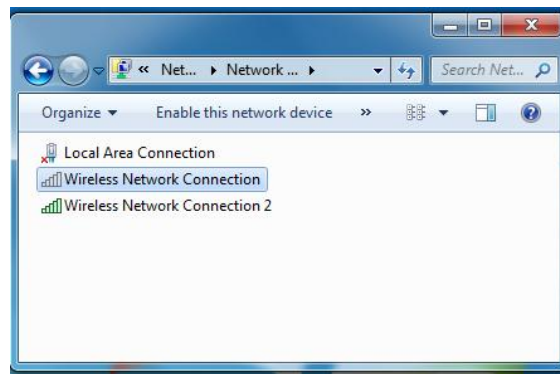 « Net... ▸ Network ... ▸ Search Net...
Organize ▾ Enable this network device »
Local Area Connection
Wireless Network Connection
Wireless Network Connection 2